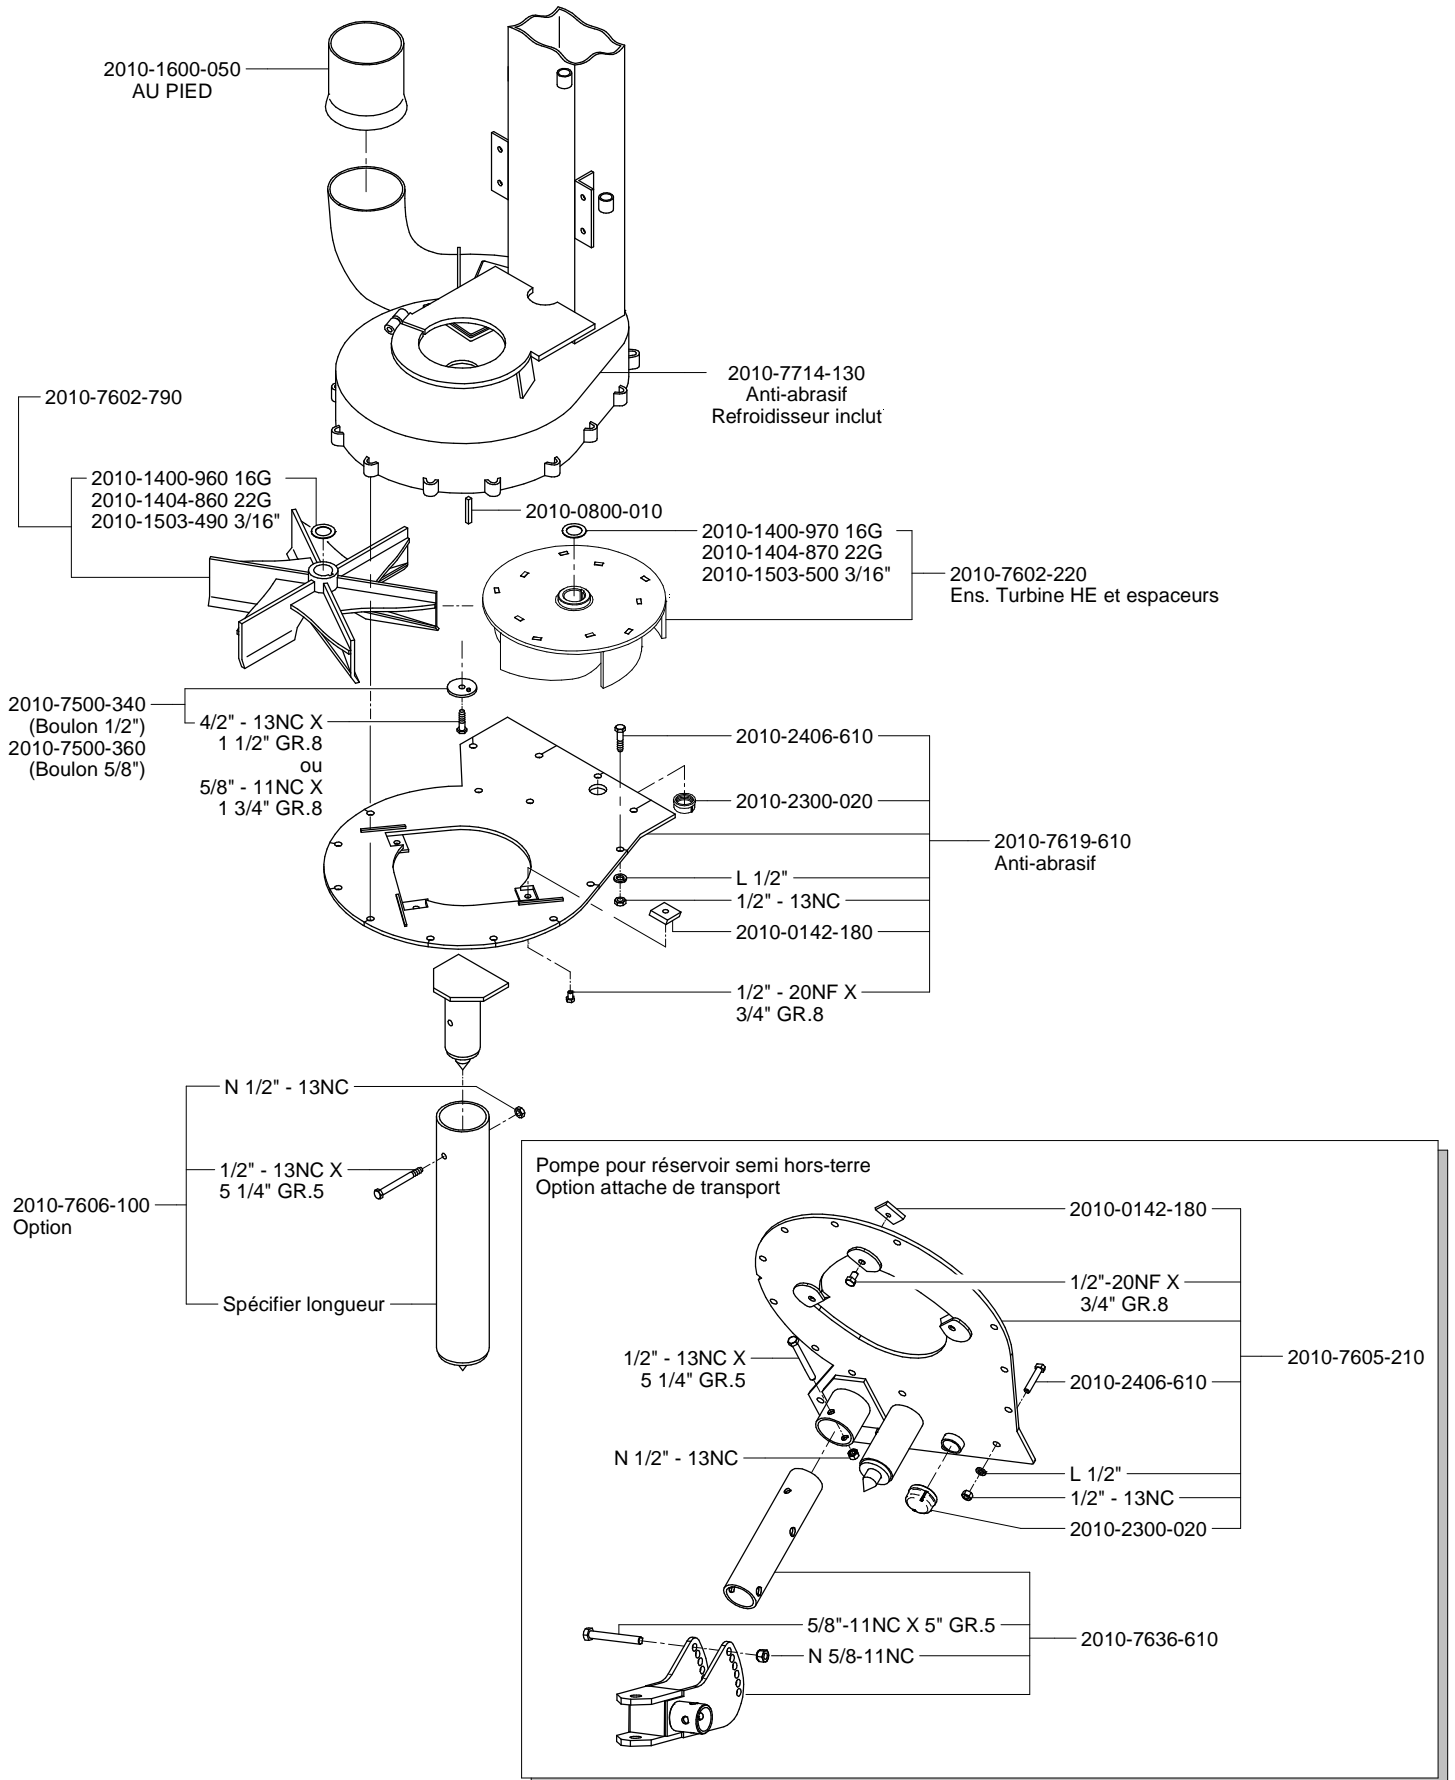 2010-1600-050
AU PIED
2010-7714-130
Anti-abrasif
Refroidisseur inclut
2010-7602-790
2010-1400-960 16G
2010-1404-860 22G
2010-1503-490 3/16"
2010-0800-010
2010-1400-970 16G
2010-1404-870 22G
2010-1503-500 3/16"
2010-7602-220
Ens. Turbine HE et espaceurs
2010-7500-340
(Boulon 1/2")
2010-7500-360
(Boulon 5/8")
4/2" - 13NC X
1 1/2" GR.8
ou
5/8" - 11NC X
1 3/4" GR.8
2010-2406-610
2010-2300-020
2010-7619-610
Anti-abrasif
L 1/2"
1/2" - 13NC
2010-0142-180
1/2" - 20NF X
3/4" GR.8
N 1/2" - 13NC
1/2" - 13NC X
5 1/4" GR.5
2010-7606-100
Option
Spécifier longueur
Pompe pour réservoir semi hors-terre
Option attache de transport
2010-0142-180
1/2"-20NF X
3/4" GR.8
1/2" - 13NC X
5 1/4" GR.5
2010-7605-210
2010-2406-610
N 1/2" - 13NC
L 1/2"
1/2" - 13NC
2010-2300-020
5/8"-11NC X 5" GR.5
2010-7636-610
N 5/8-11NC